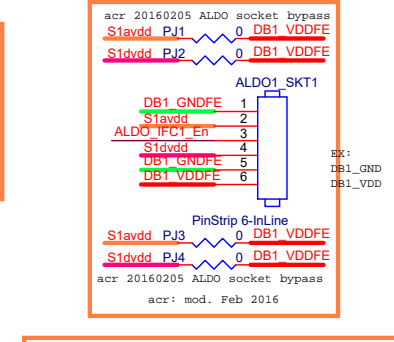 acr 20160205 ALDO socket bypass
S1avdd PJ1 0 DB1_VDDFE
S1dvdd PJ2 0 DB1_VDDFE
ALDO1_SKT1
DB1_GNDFE 1
S1avdd 2
ALDO_IFC1_En 3
S1dvdd 4
DB1_GNDFE 5
DB1_VDDFE 6
EX:
DB1_GND
DB1_VDD
PinStrip 6-InLine
S1avdd PJ3 0 DB1_VDDFE
S1dvdd PJ4 0 DB1_VDDFE
acr 20160205 ALDO socket bypass
acr: mod. Feb 2016